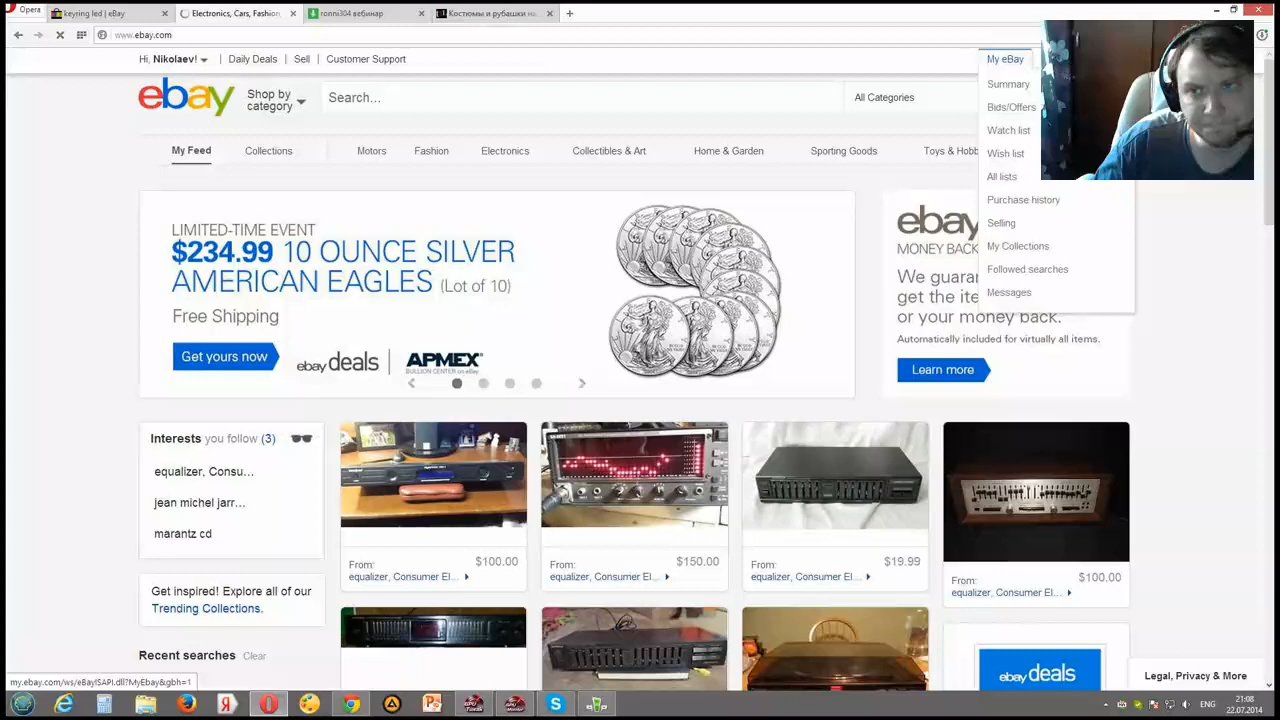 Opera
keyring led | eBay
Electronics, Cars, Fashion,
ronni304 вебинар
Костюмы и рубашки на
www.ebay.com
Hi, Nikolaev!
Daily Deals
Sell
Customer Support
My eBay
ebay
Shop by category
Search...
All Categories
Summary
Bids/Offers
Watch list
Wish list
All lists
Purchase history
Selling
My Collections
Followed searches
Messages
My Feed
Collections
Motors
Fashion
Electronics
Collectibles & Art
Home & Garden
Sporting Goods
Toys & Hobb
LIMITED-TIME EVENT
$234.99 10 OUNCE SILVER
AMERICAN EAGLES (Lot of 10)
Free Shipping
Get yours now
ebay deals
APMEX
BULLION CENTER on eBay
ebay
MONEY BACK
We guaran
get the ite
or your money back.
Automatically included for virtually all items.
Learn more
Interests you follow (3)
equalizer, Consu...
jean michel jarr...
marantz cd
Get inspired! Explore all of our
Trending Collections.
Recent searches Clear
From: $100.00
equalizer, Consumer El...
From: $150.00
equalizer, Consumer El...
From: $19.99
equalizer, Consumer El...
From: $100.00
equalizer, Consumer El...
ebay deals
Legal, Privacy & More
my.ebay.com/ws/eBayISAPI.dll?MyEbay&gbh=1
ENG
21:08
22.07.2014